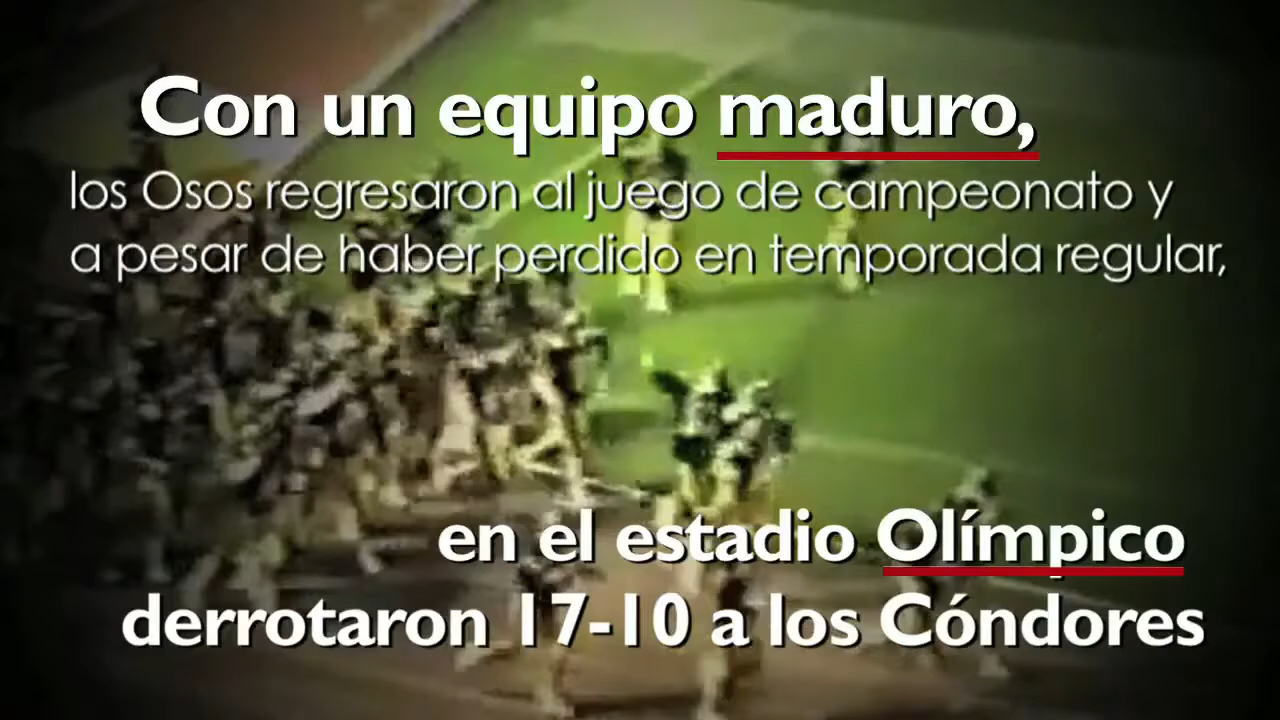 Con un equipo maduro,
los Osos regresaron al juego de campeonato y
a pesar de haber perdido en temporada regular,
en el estadio Olímpico
derrotaron 17-10 a los Cóndores